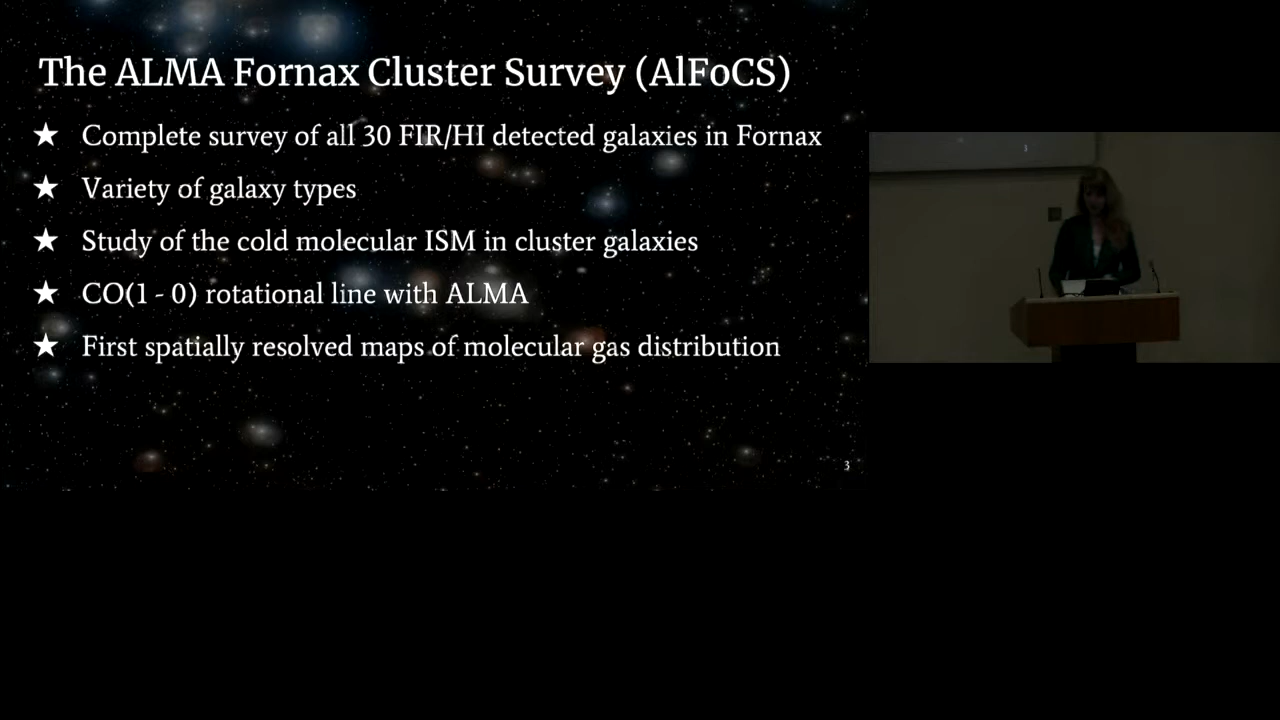 The ALMA Fornax Cluster Survey (AlFoCS)
★ Complete survey of all 30 FIR/HI detected galaxies in Fornax
★ Variety of galaxy types
★ Study of the cold molecular ISM in cluster galaxies
★ CO(1 - 0) rotational line with ALMA
★ First spatially resolved maps of molecular gas distribution
3